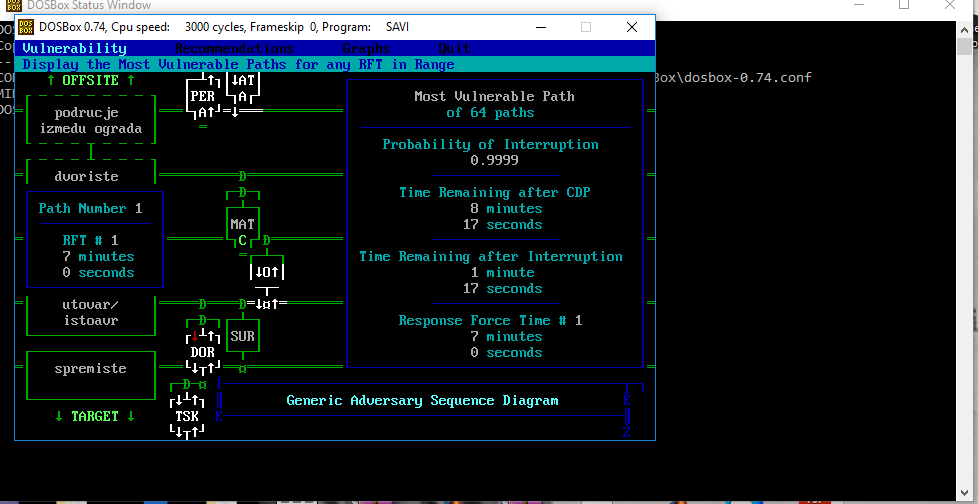 DOSBox Status Window
DOSBox 0.74, Cpu speed: 3000 cycles, Frameskip 0, Program: SAVI
Vulnerability Recommendations Graphs Quit
Display the Most Vulnerable Paths for any RFT in Range
Box\dosbox-0.74.conf
↑ OFFSITE ↑
podrucje
izmedu ograda
dvoriste
Path Number 1
RFT # 1
7 minutes
0 seconds
utovar/
istoavr
spremiste
↓ TARGET ↓
↓AT
PER
A
A↑
D
D
MAT
C D
↓O↑
↓¤↑
D D
D
SUR
DOR
¤
D ¤
TSK
Most Vulnerable Path
of 64 paths
Probability of Interruption
0.9999
Time Remaining after CDP
8 minutes
17 seconds
Time Remaining after Interruption
1 minute
17 seconds
Response Force Time # 1
7 minutes
0 seconds
Generic Adversary Sequence Diagram